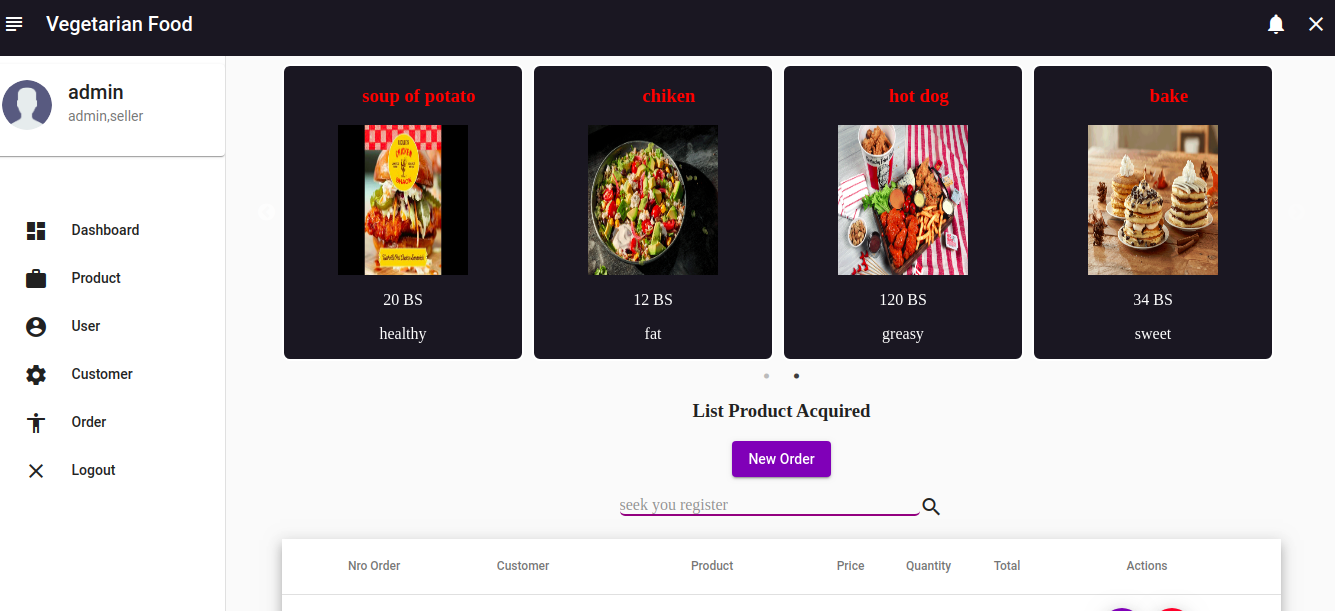 Vegetarian Food
admin
admin,seller
Dashboard
Product
User
Customer
Order
Logout
soup of potato
chiken
hot dog
bake
20 BS
12 BS
120 BS
34 BS
healthy
fat
greasy
sweet
List Product Acquired
New Order
seek you register
Nro Order Customer Product Price Quantity Total Actions